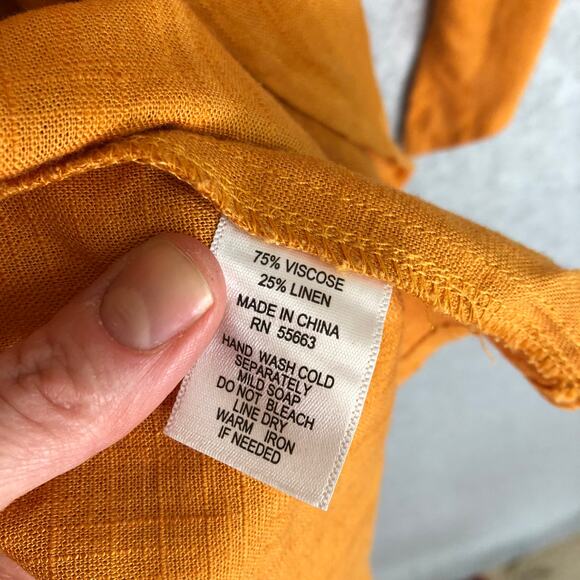 75% VISCOSE
25% LINEN
MADE IN CHINA
RN 55663
HAND WASH COLD
SEPARATELY
MILD SOAP
DO NOT BLEACH
LINE DRY
WARM IRON
IF NEEDED